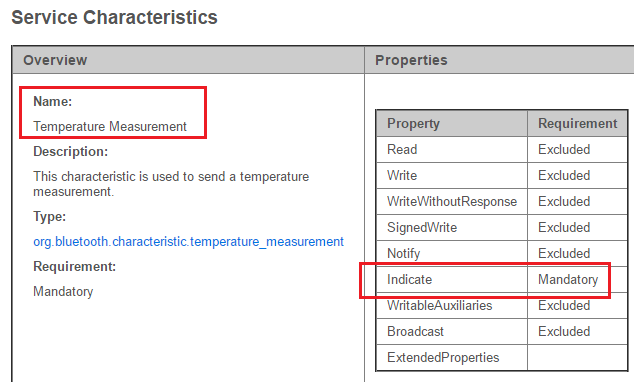 Service Characteristics
Overview
Properties
Name:
Temperature Measurement
Description:
This characteristic is used to send a temperature
measurement.
Type:
org.bluetooth.characteristic.temperature_measurement
Requirement:
Mandatory
Property Requirement
Read Excluded
Write Excluded
WriteWithoutResponse Excluded
SignedWrite Excluded
Notify Excluded
Indicate Mandatory
WritableAuxiliaries Excluded
Broadcast Excluded
ExtendedProperties